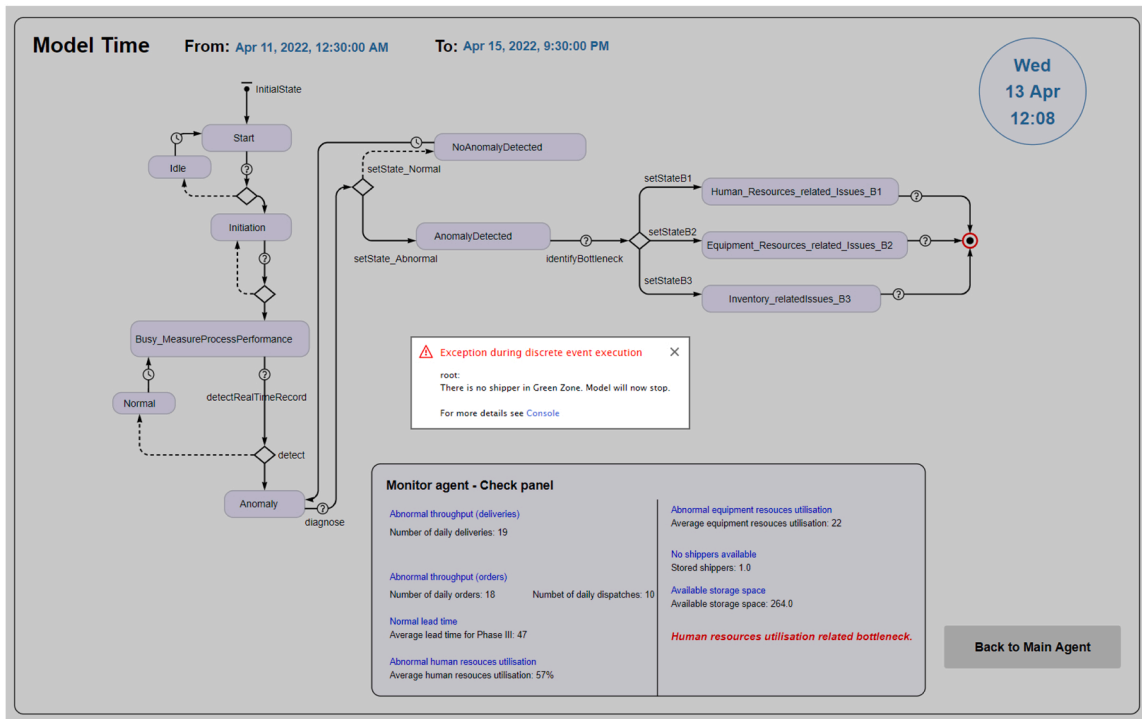 Model Time
From: Apr 11, 2022, 12:30:00 AM
To: Apr 15, 2022, 9:30:00 PM
Wed
13 Apr
12:08
InitialState
Start
Idle
?
Initiation
?
Busy_MeasureProcessPerformance
?
detectRealTimeRecord
Normal
detect
Anomaly
?
diagnose
NoAnomalyDetected
setState_Normal
AnomalyDetected
setState_Abnormal
?
identifyBottleneck
setStateB1
Human_Resources_related_Issues_B1
?
setStateB2
Equipment_Resources_related_Issues_B2
?
setStateB3
Inventory_relatedIssues_B3
?
Exception during discrete event execution
root:
There is no shipper in Green Zone. Model will now stop.
For more details see Console
Monitor agent - Check panel
Abnormal throughput (deliveries)
Number of daily deliveries: 19
Abnormal throughput (orders)
Number of daily orders: 18
Numbet of daily dispatches: 10
Normal lead time
Average lead time for Phase III: 47
Abnormal human resouces utilisation
Average human resouces utilisation: 57%
Abnormal equipment resouces utilisation
Average equipment resouces utilisation: 22
No shippers available
Stored shippers: 1.0
Available storage space
Available storage space: 264.0
Human resources utilisation related bottleneck.
Back to Main Agent